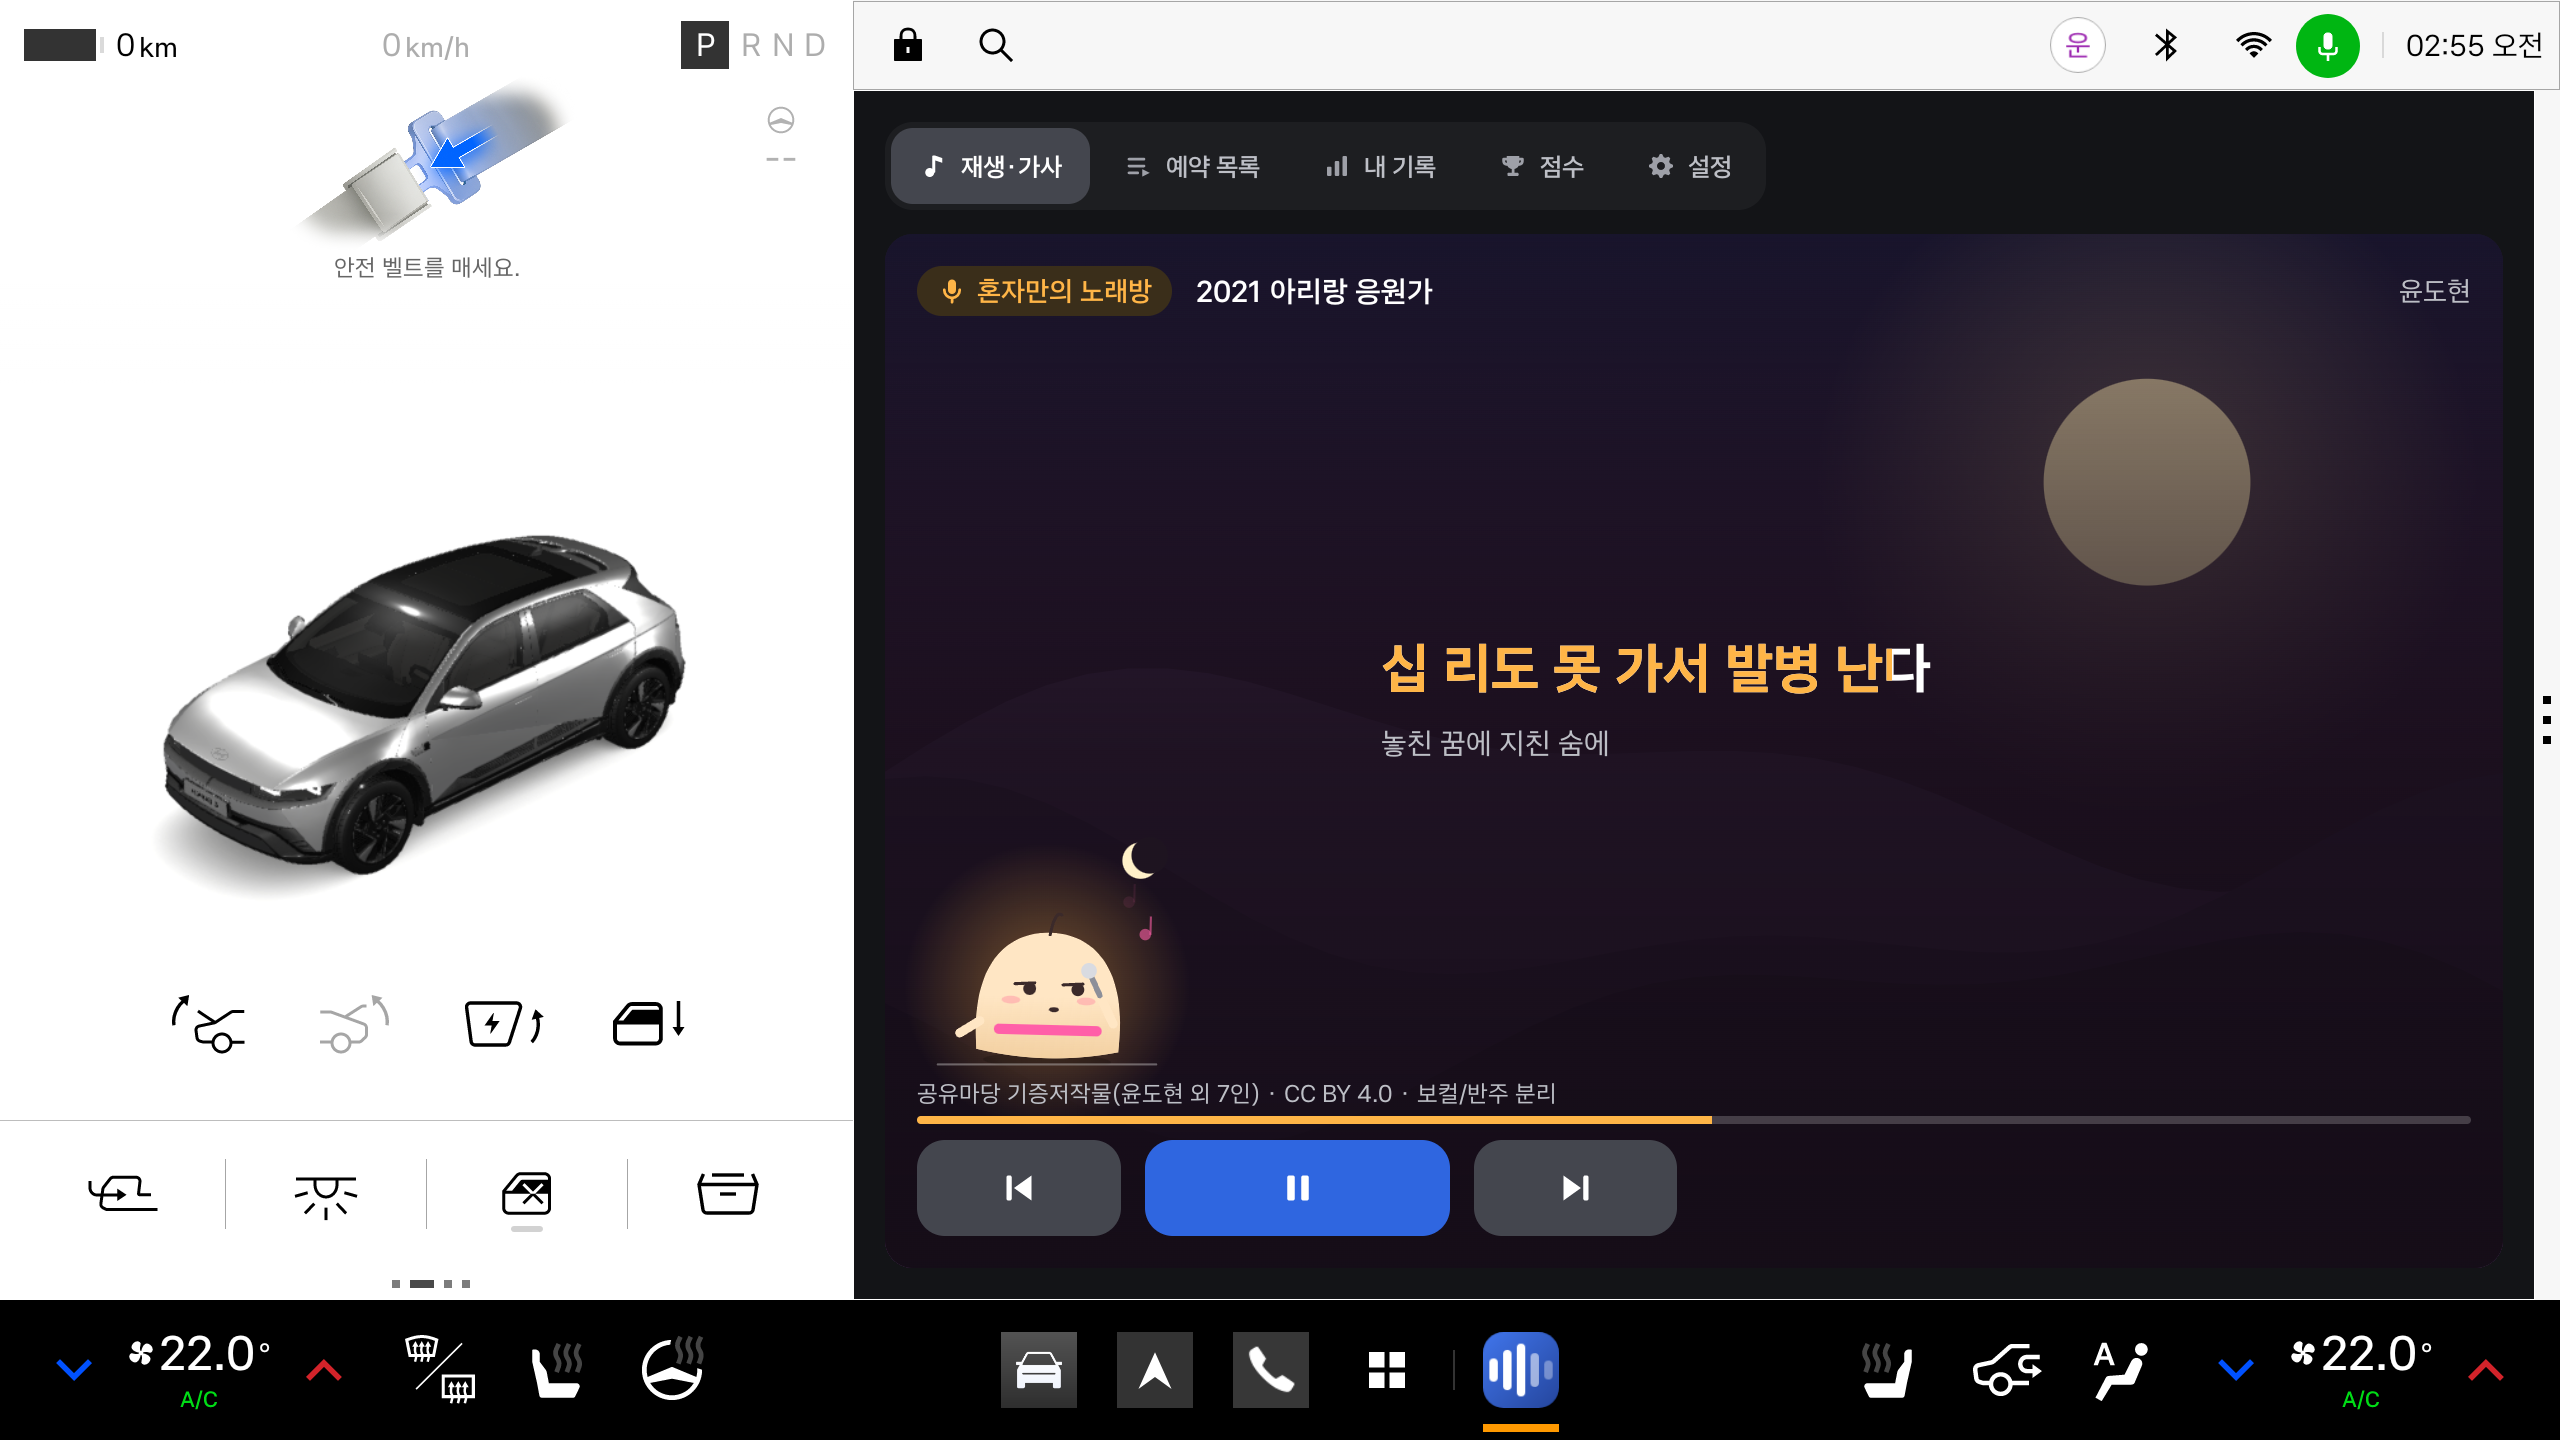 0 km
0 km/h
P R N D
운
02:55 오전
안전 벨트를 매세요.
재생·가사
예약 목록
내 기록
점수
설정
혼자만의 노래방
2021 아리랑 응원가
윤도현
십 리도 못 가서 발병 난다
놓친 꿈에 지친 숨에
공유마당 기증저작물(윤도현 외 7인) · CC BY 4.0 · 보컬/반주 분리
22.0°
A/C
A
22.0°
A/C